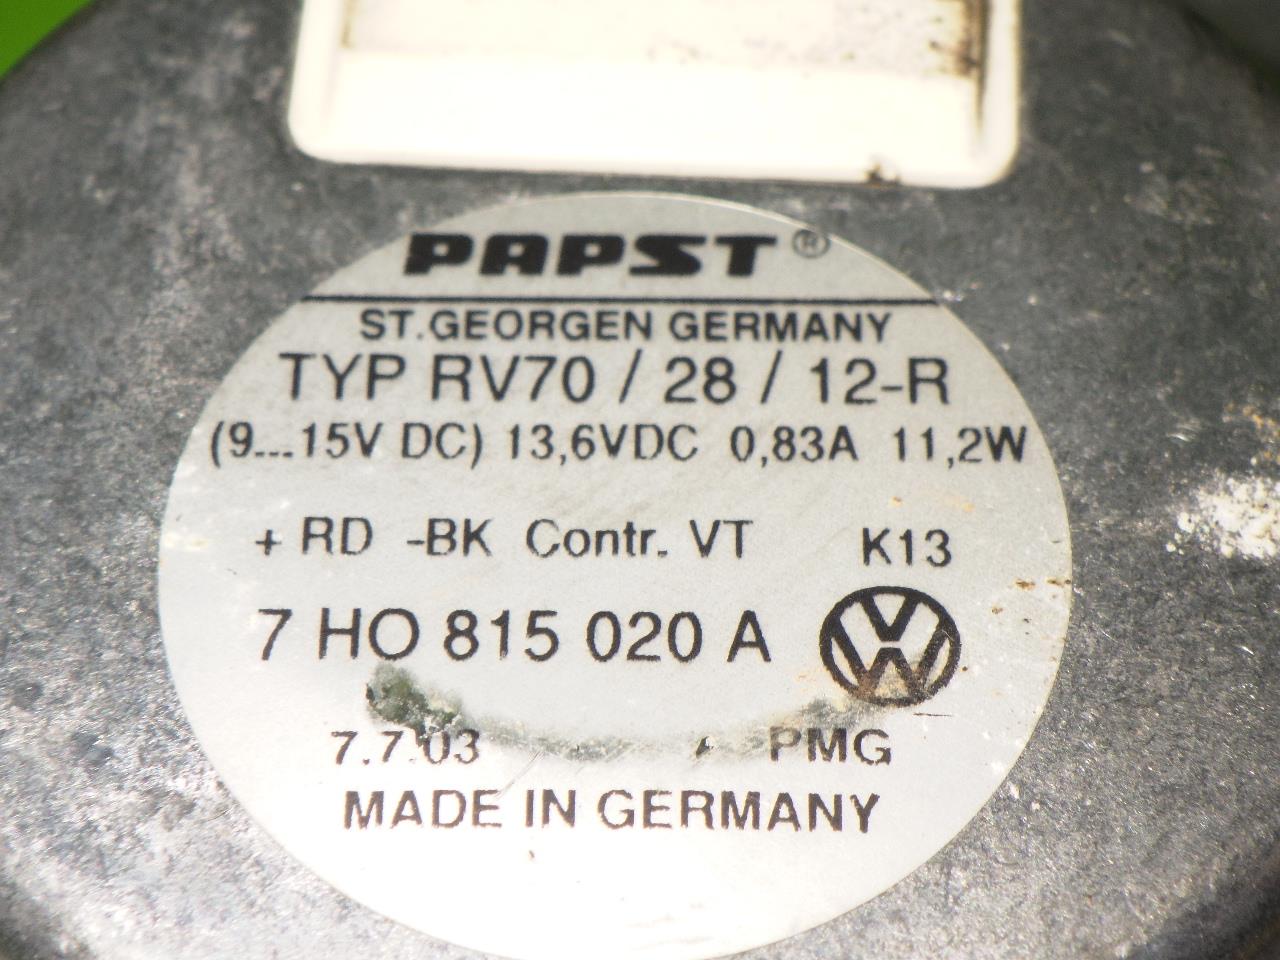 PAPST®
ST. GEORGEN GERMANY
TYP RV70 / 28 / 12-R
(9...15V DC) 13,6VDC 0,83A 11,2W
+ RD -BK Contr. VT K13
7 HO 815 020 A VW
7.7.03 PMG
MADE IN GERMANY